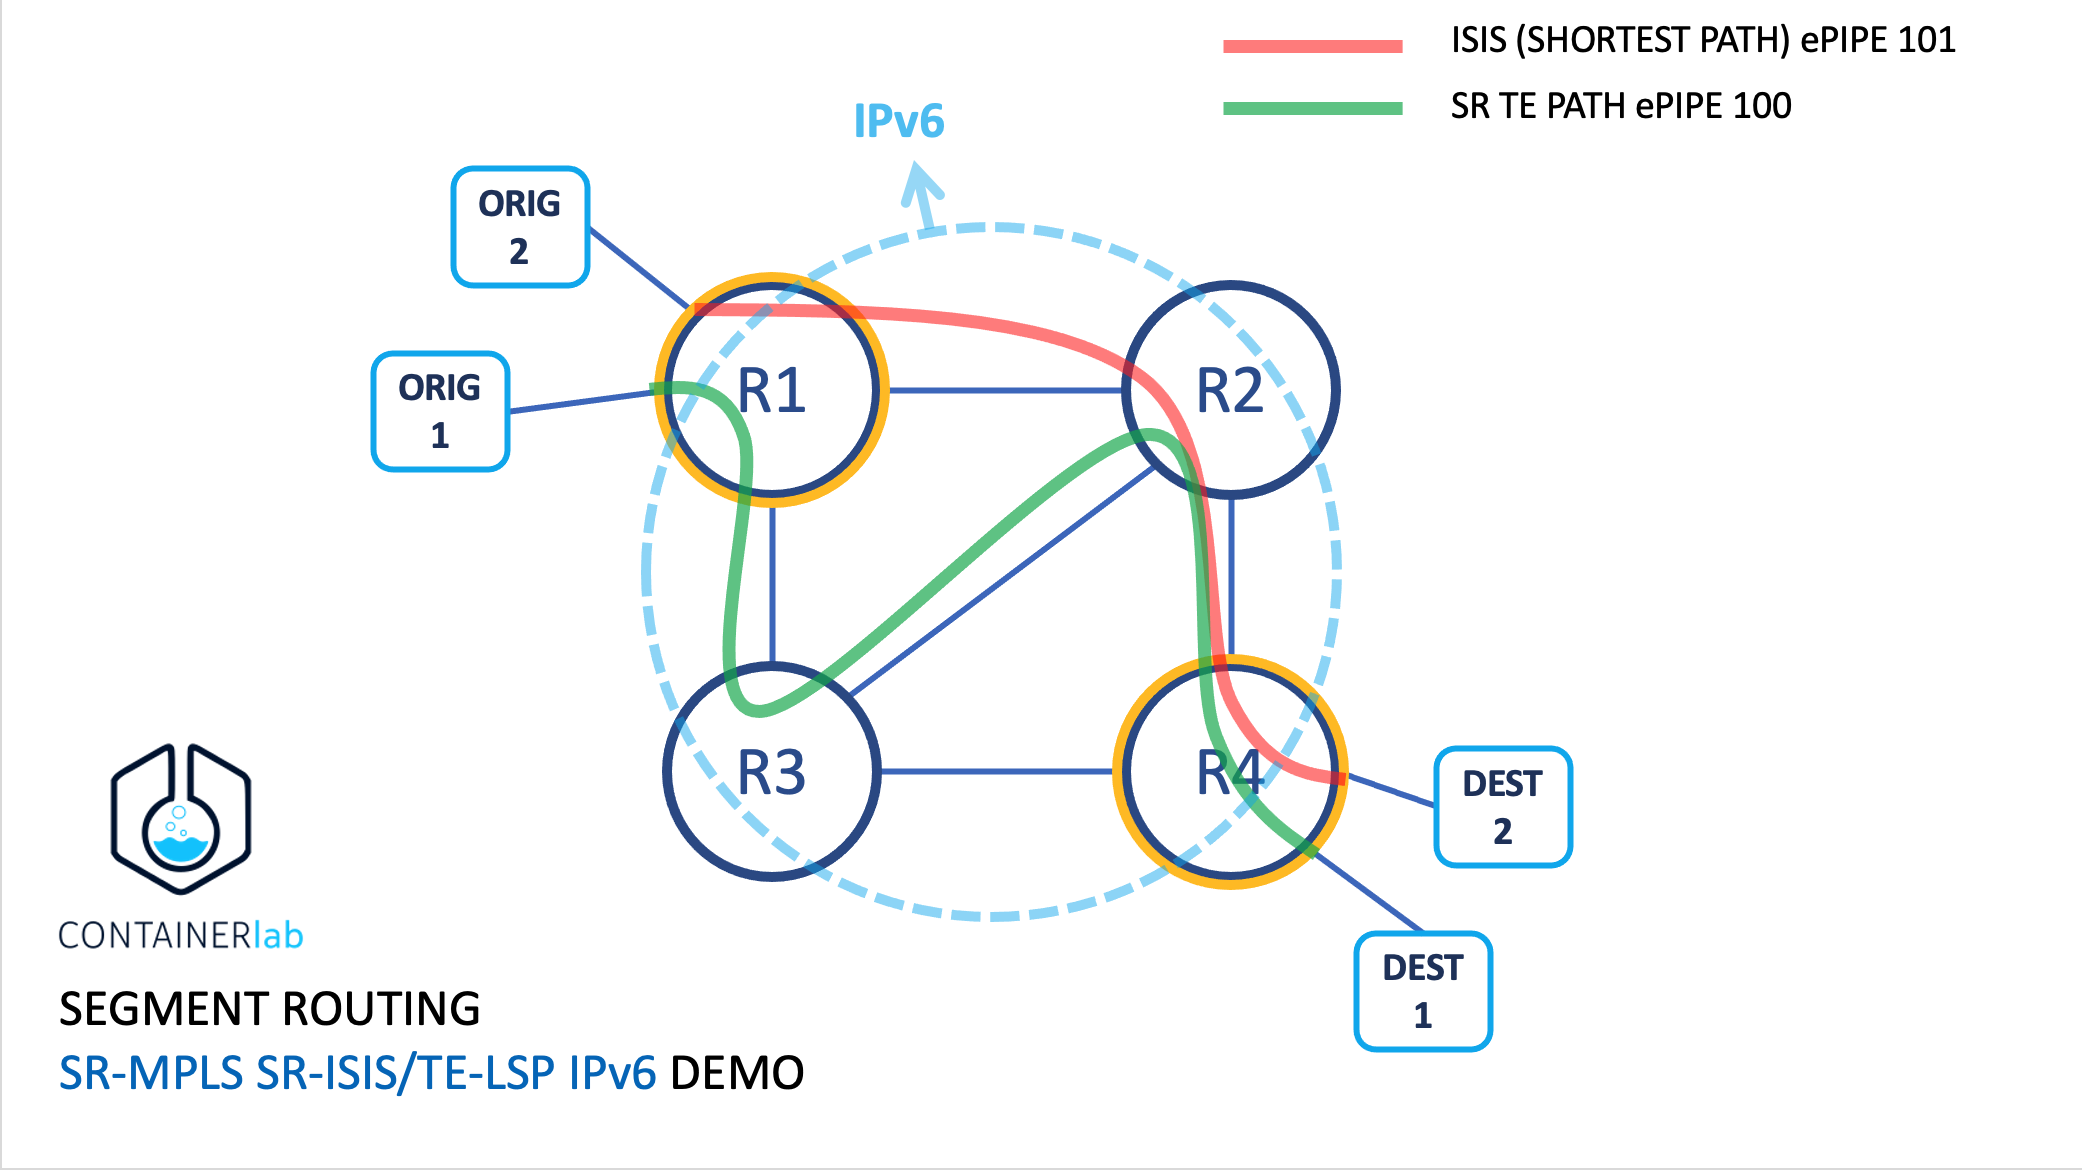 ISIS (SHORTEST PATH) ePIPE 101
SR TE PATH ePIPE 100
IPv6
ORIG
2
ORIG
1
R1
R2
R3
R4
DEST
2
DEST
1
CONTAINERlab
SEGMENT ROUTING
SR-MPLS SR-ISIS/TE-LSP IPv6 DEMO